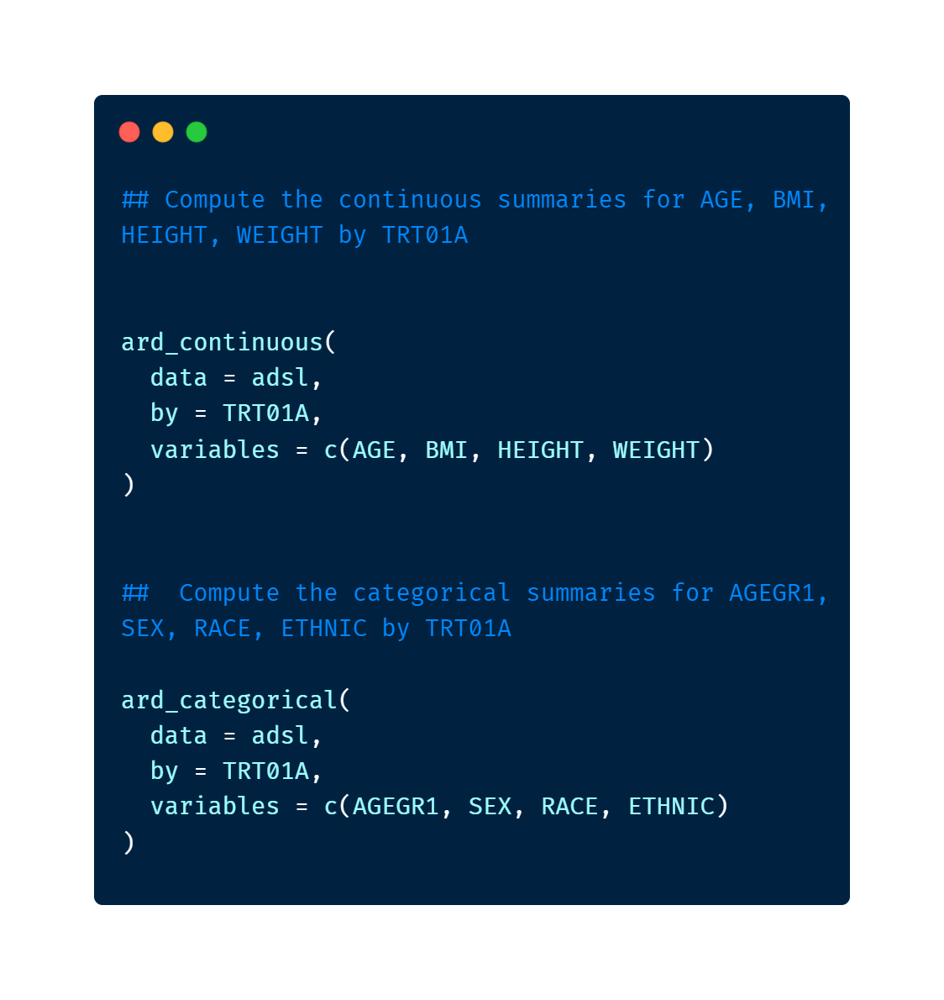 ## Compute the continuous summaries for AGE, BMI,
HEIGHT, WEIGHT by TRT01A
ard_continuous(
  data = adsl,
  by = TRT01A,
  variables = c(AGE, BMI, HEIGHT, WEIGHT)
)
##  Compute the categorical summaries for AGEGR1,
SEX, RACE, ETHNIC by TRT01A
ard_categorical(
  data = adsl,
  by = TRT01A,
  variables = c(AGEGR1, SEX, RACE, ETHNIC)
)